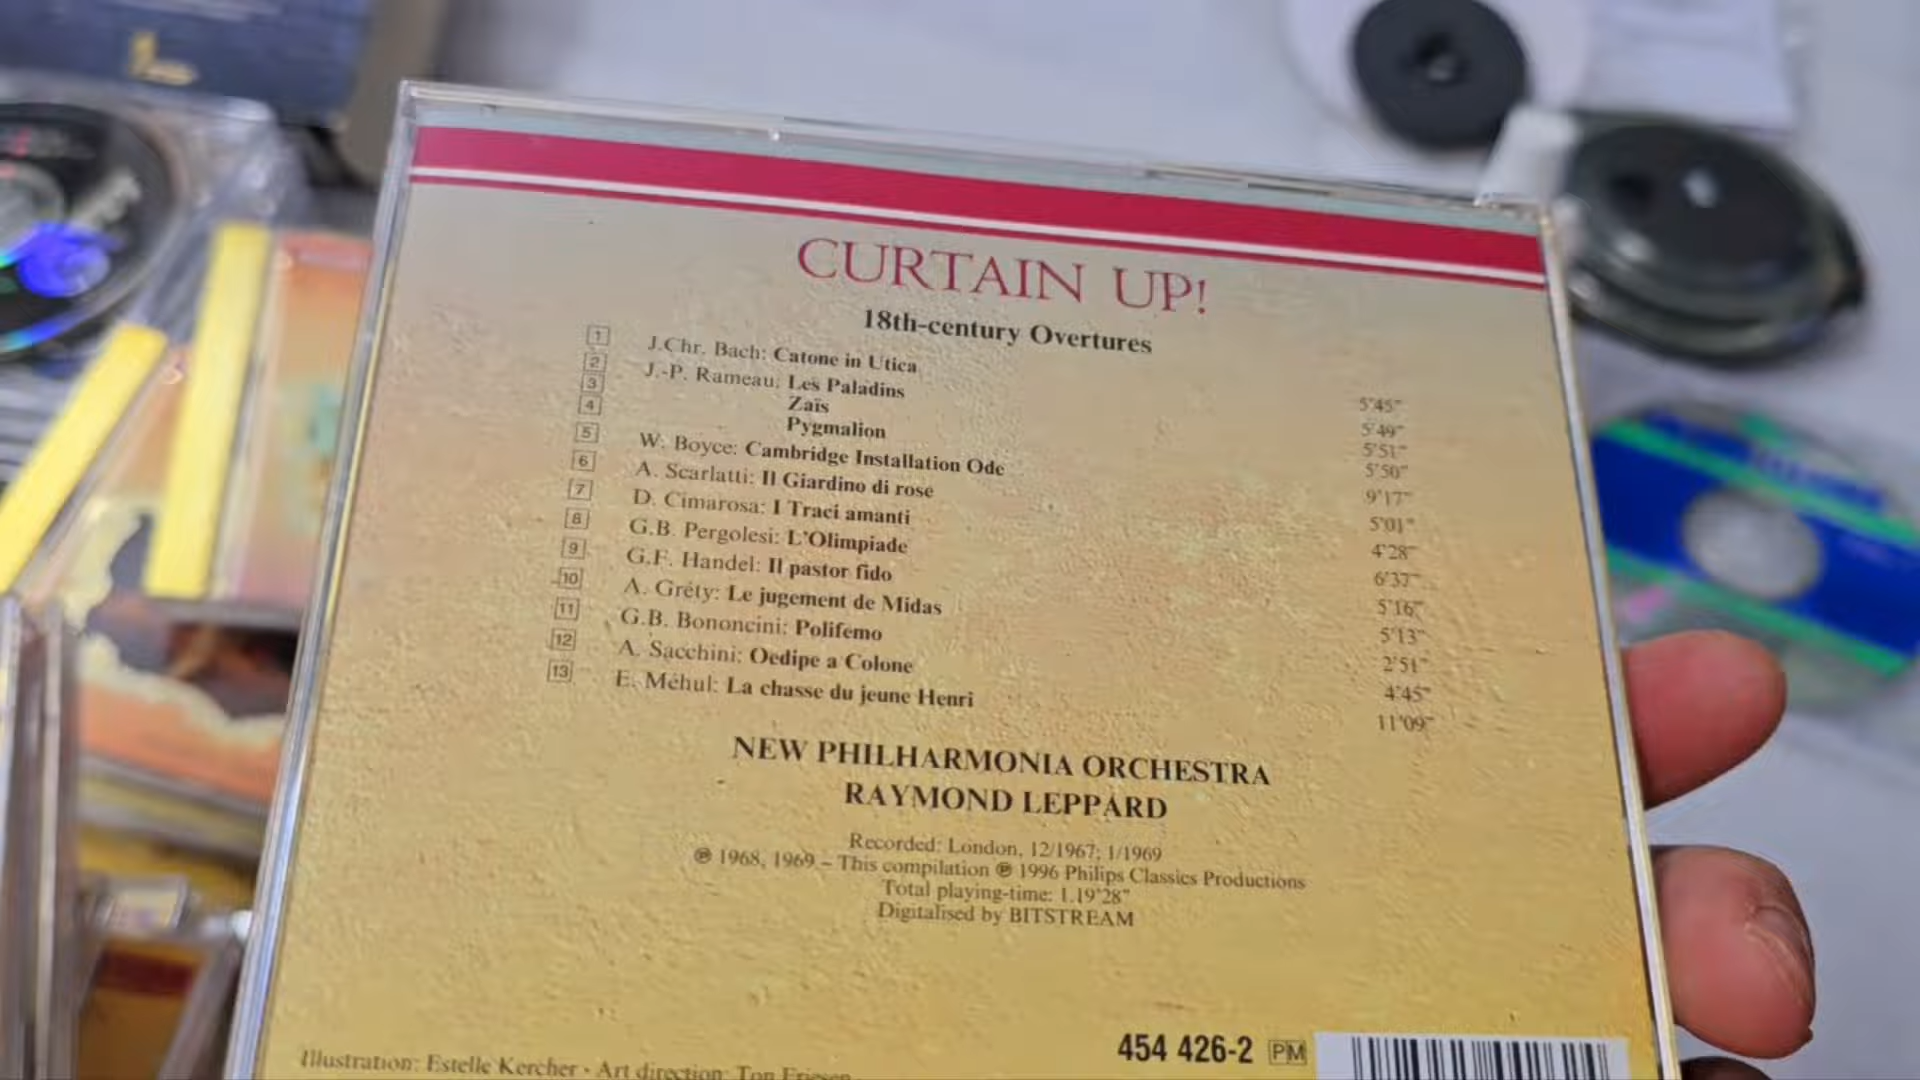 CURTAIN UP!
18th-century Overtures
1 J.Chr. Bach: Catone in Utica 5'45"
2 J.-P. Rameau: Les Paladins 5'49"
3 Zaïs 5'51"
4 Pygmalion 5'50"
5 W. Boyce: Cambridge Installation Ode 9'17"
6 A. Scarlatti: Il Giardino di rose 5'01"
7 D. Cimarosa: I Traci amanti 4'28"
8 G.B. Pergolesi: L'Olimpiade 6'37"
9 G.F. Handel: Il pastor fido 5'16"
10 A. Gréty: Le jugement de Midas 5'13"
11 G.B. Bononcini: Polifemo 2'51"
12 A. Sacchini: Oedipe a Colone 4'45"
13 E. Méhul: La chasse du jeune Henri 11'09"
NEW PHILHARMONIA ORCHESTRA
RAYMOND LEPPARD
Recorded: London, 12/1967; 1/1969
℗ 1968, 1969 – This compilation ℗ 1996 Philips Classics Productions
Total playing-time: 1.19'28"
Digitalised by BITSTREAM
454 426-2 PM
Illustration: Estelle Kercher • Art direction: Ton Friesen